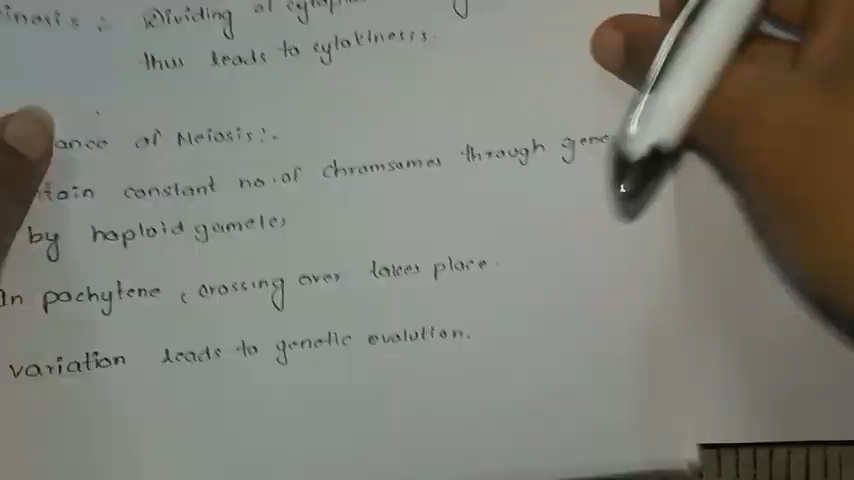 Dividing of
thus leads to cytokinesis.
of Meiosis:-
constant no. of chromsomes through
by haploid gametes
In pachytene, crossing over takes place.
variation leads to genetic evolution.